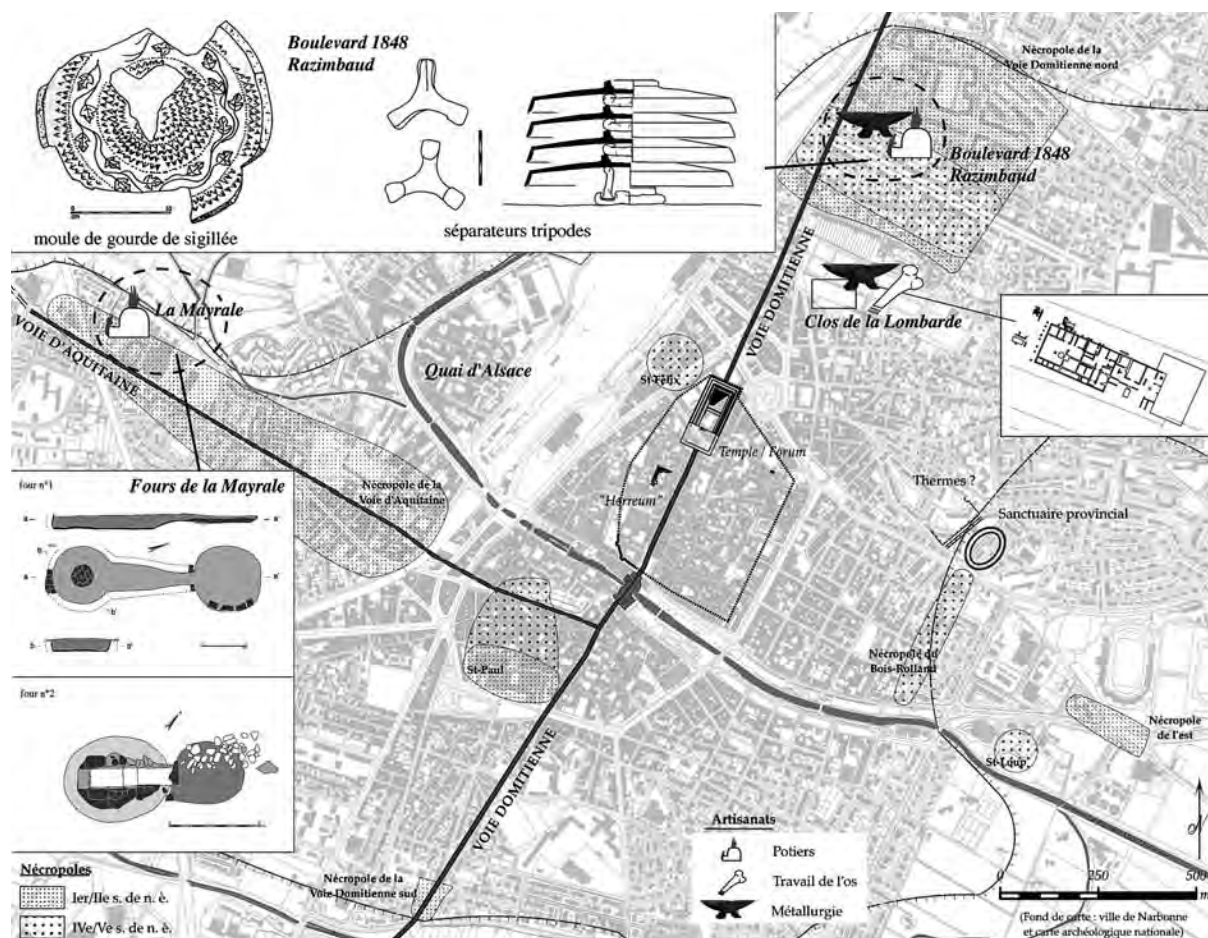 Boulevard 1848
Razimbaud
moule de gourde de sigillée
séparateurs tripodes
Nécropole de la
Voie Domitienne nord
Boulevard 1848
Razimbaud
VOIE DOMITIENNE
Clos de la Lombarde
La Mayrale
VOIE D'AQUITAINE
Quai d'Alsace
St-Félix
Temple / Forum
"Horreum"
Nécropole de la
Voie d'Aquitaine
Thermes ?
Sanctuaire provincial
Fours de la Mayrale
four n°1
a
a'
b
a
a'
b'
b
four n°2
St-Paul
Nécropole du
Bois-Rolland
Nécropole
de l'est
St-Loup
VOIE DOMITIENNE
Nécropole de la
Voie Domitienne sud
Nécropoles
Ier/IIe s. de n. è.
IVe/Ve s. de n. è.
Artisanats
Potiers
Travail de l'os
Métallurgie
0 250 500
m
(Fond de carte : ville de Narbonne
et carte archéologique nationale)